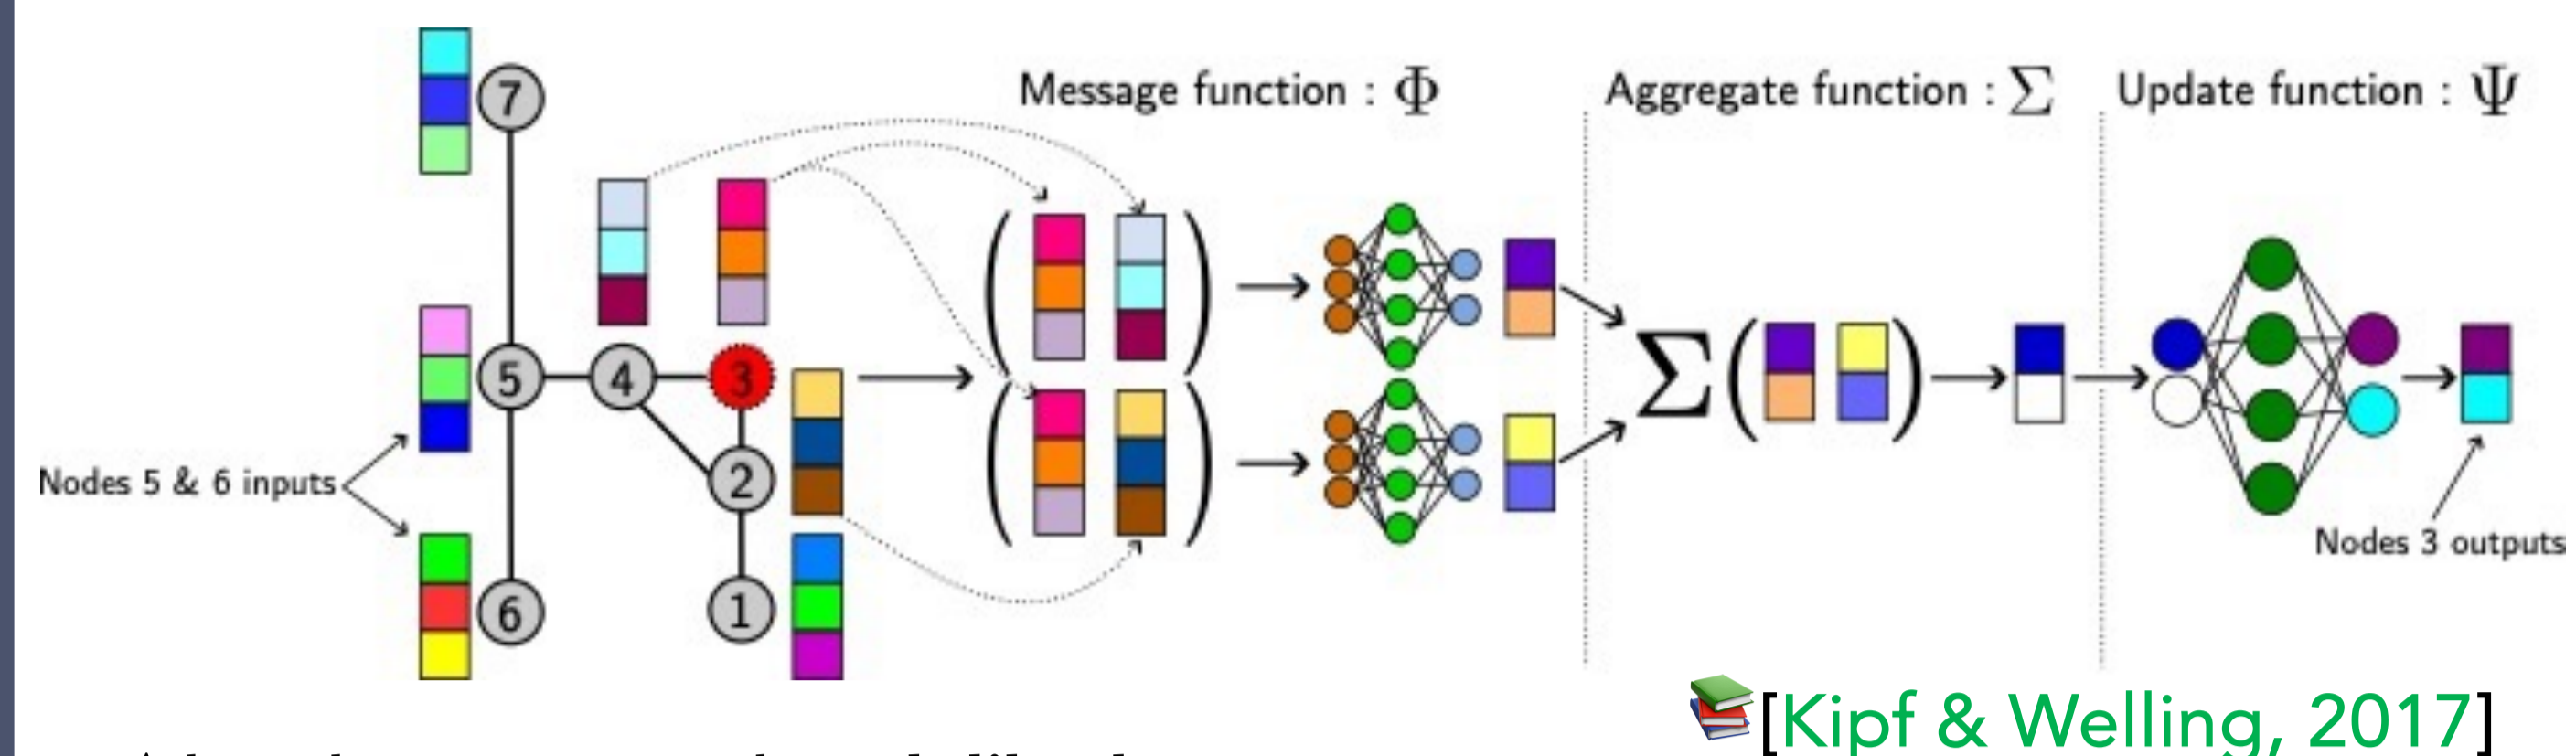 Message function : Φ
Aggregate function : Σ
Update function : Ψ
7
5
4
3
2
6
1
Nodes 5 & 6 inputs
Σ
Nodes 3 outputs
[Kipf & Welling, 2017]